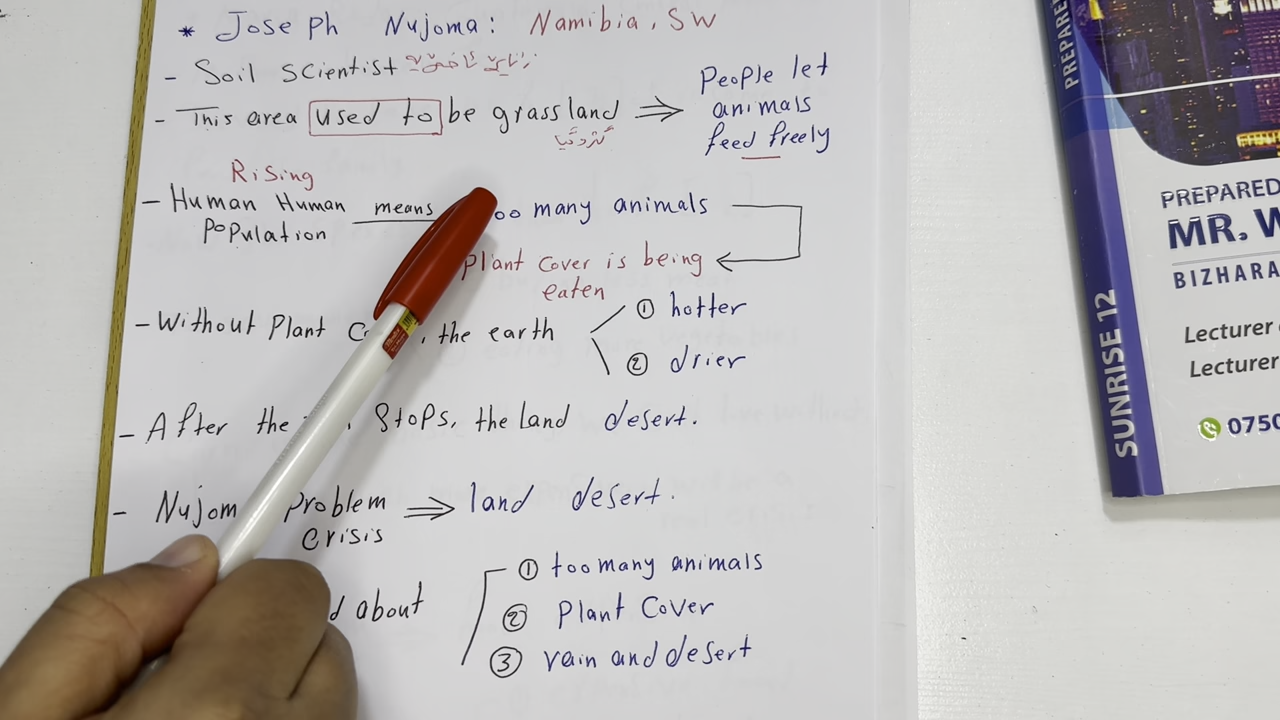 * Joseph Nujoma: Namibia, SW
- Soil scientist
- This area used to be grassland ⇒ People let
animals
feed freely
Rising
- Human Human means too many animals
Population
Plant Cover is being
eaten
- Without Plant the earth ① hotter
② drier
- After the Stops, the land desert.
- Nujom Problem ⇒ land desert.
Crisis
about ① too many animals
② Plant Cover
③ rain and desert
PREPARED
SUNRISE 12
PREPARED
MR. W
BIZHARA
Lecturer
Lecturer
0750